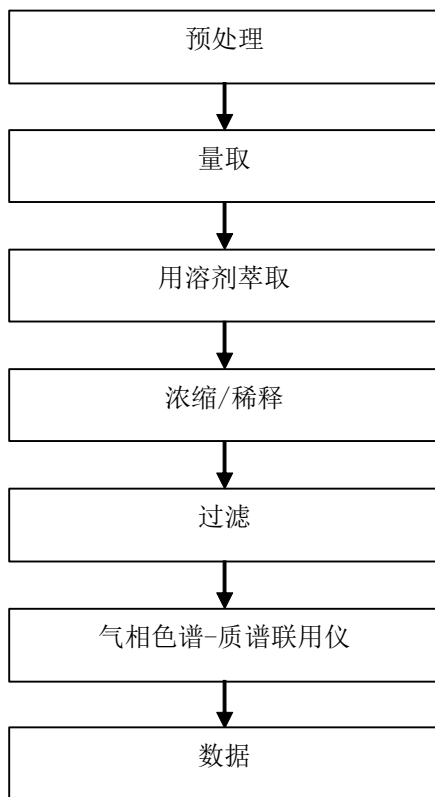 预处理
量取
用溶剂萃取
浓缩/稀释
过滤
气相色谱-质谱联用仪
数据